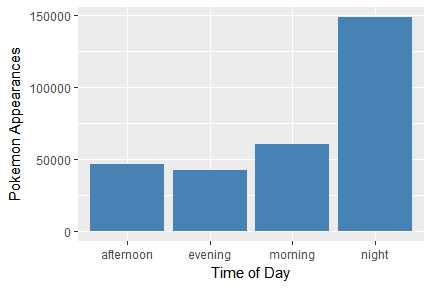 Pokemon Appearances
150000
100000
50000
0
afternoon evening morning night
Time of Day